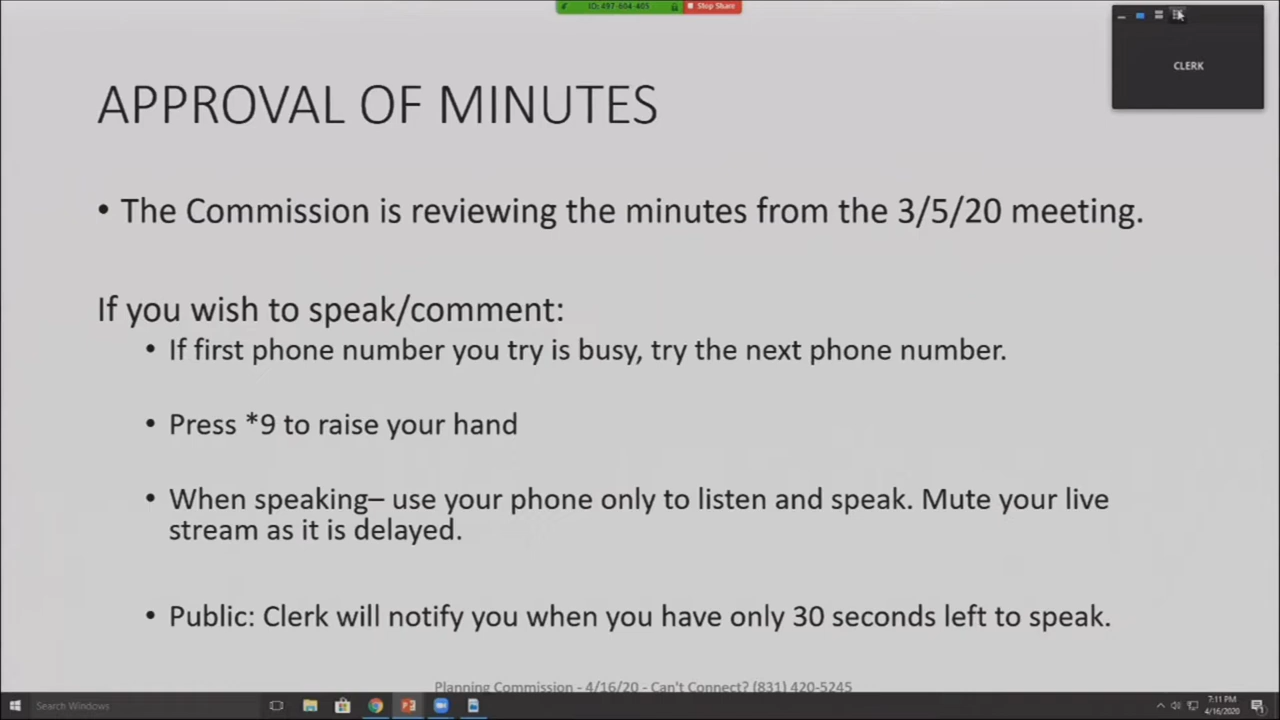 ID: 497-604-405
Stop Share
CLERK
APPROVAL OF MINUTES
• The Commission is reviewing the minutes from the 3/5/20 meeting.
If you wish to speak/comment:
• If first phone number you try is busy, try the next phone number.
• Press *9 to raise your hand
• When speaking– use your phone only to listen and speak. Mute your live
stream as it is delayed.
• Public: Clerk will notify you when you have only 30 seconds left to speak.
Planning Commission - 4/16/20 - Can't Connect? (831) 420-5245
Search Windows
7:11 PM
4/16/2020